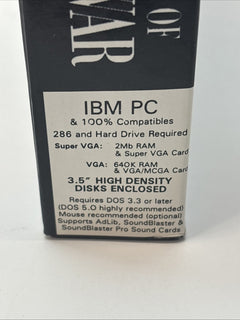 OF
WAR
IBM PC
& 100% Compatibles
286 and Hard Drive Required
Super VGA: 2Mb RAM
& Super VGA Card
VGA: 640K RAM
& VGA/MCGA Card
3.5" HIGH DENSITY
DISKS ENCLOSED
Requires DOS 3.3 or later
(DOS 5.0 highly recommended)
Mouse recommended (optional)
Supports AdLib, SoundBlaster &
SoundBlaster Pro Sound Cards